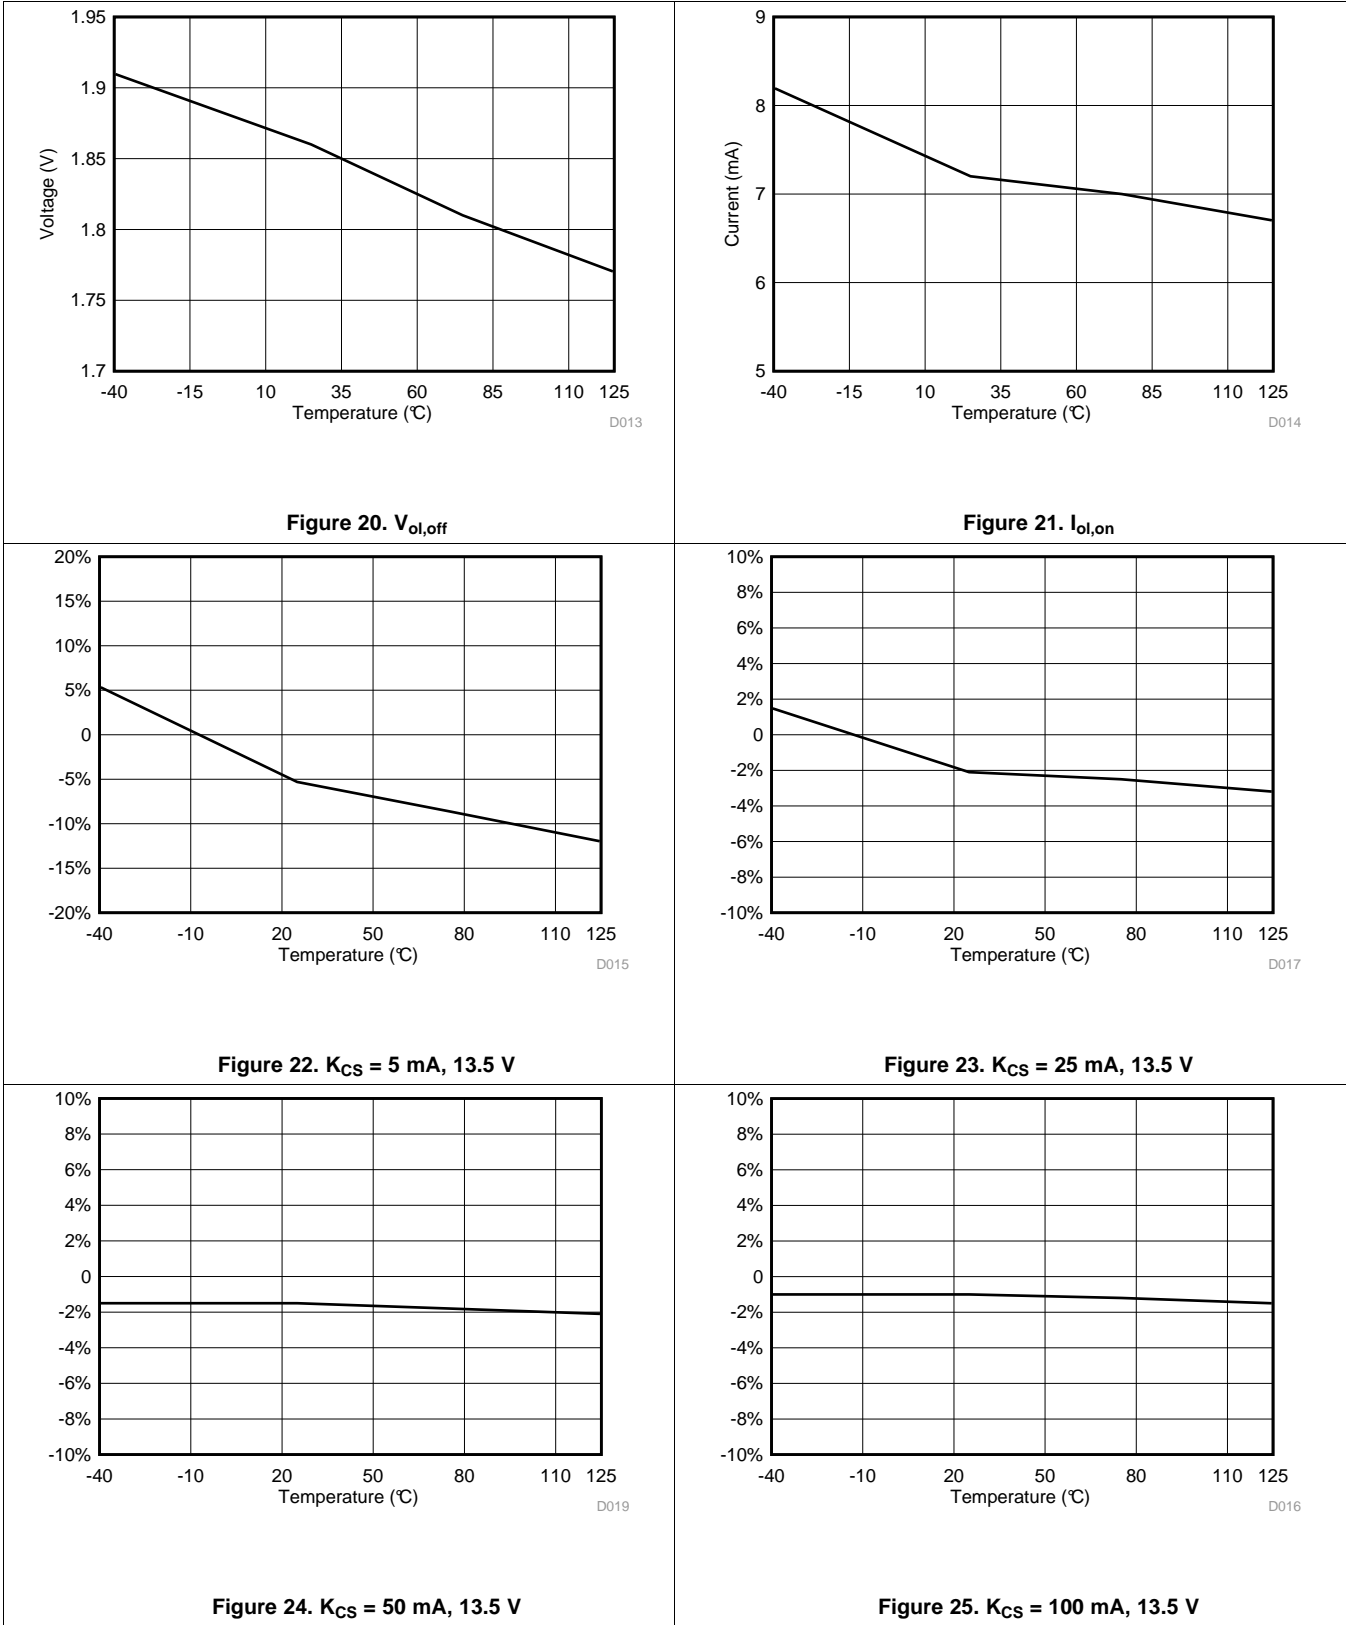 1.95
1.9
1.85
1.8
1.75
1.7
Voltage (V)
-40 -15 10 35 60 85 110 125
Temperature (°C)
D013
Figure 20. Vol,off
9
8
7
6
5
Current (mA)
-40 -15 10 35 60 85 110 125
Temperature (°C)
D014
Figure 21. Iol,on
20%
15%
10%
5%
0
-5%
-10%
-15%
-20%
-40 -10 20 50 80 110 125
Temperature (°C)
D015
Figure 22. KCS = 5 mA, 13.5 V
10%
8%
6%
4%
2%
0
-2%
-4%
-6%
-8%
-10%
-40 -10 20 50 80 110 125
Temperature (°C)
D017
Figure 23. KCS = 25 mA, 13.5 V
10%
8%
6%
4%
2%
0
-2%
-4%
-6%
-8%
-10%
-40 -10 20 50 80 110 125
Temperature (°C)
D019
Figure 24. KCS = 50 mA, 13.5 V
10%
8%
6%
4%
2%
0
-2%
-4%
-6%
-8%
-10%
-40 -10 20 50 80 110 125
Temperature (°C)
D016
Figure 25. KCS = 100 mA, 13.5 V